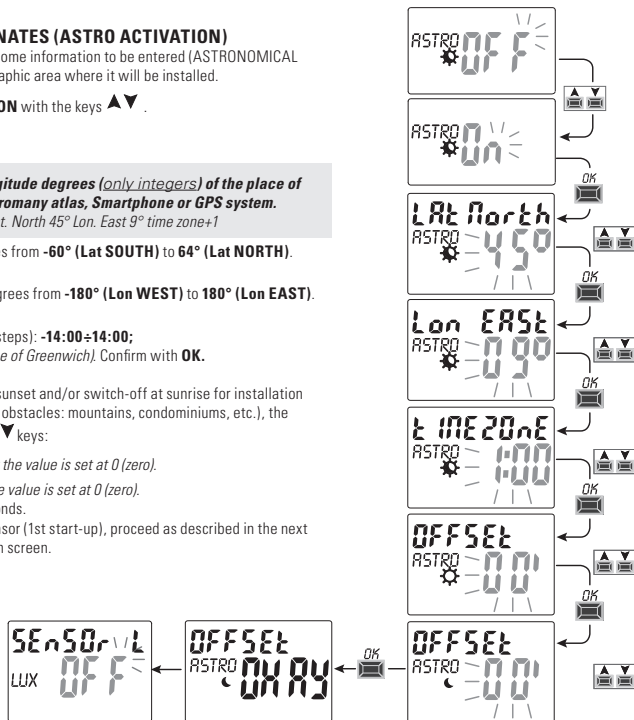 NATES (ASTRO ACTIVATION)
ome information to be entered (ASTRONOMICAL
raphic area where it will be installed.
ON with the keys ▲▼ .
gitude degrees (only integers) of the place of
romany atlas, Smartphone or GPS system.
t. North 45° Lon. East 9° time zone+1
es from -60° (Lat SOUTH) to 64° (Lat NORTH).
grees from -180° (Lon WEST) to 180° (Lon EAST).
steps): -14:00÷14:00;
e of Greenwich). Confirm with OK.
sunset and/or switch-off at sunrise for installation
obstacles: mountains, condominiums, etc.), the
▼ keys:
the value is set at 0 (zero).
e value is set at 0 (zero).
onds.
nsor (1st start-up), proceed as described in the next
n screen.
ASTRO OFF
ASTRO On
OK
LAt North
ASTRO 45°
OK
Lon EASt
ASTRO 09°
OK
tIMEZOnE
ASTRO 1:00
OK
OFFSEt
ASTRO 00'
OK
OFFSEt
ASTRO 00'
OK
OFFSEt
ASTRO OKAY
SEnSOr L
LUX OFF